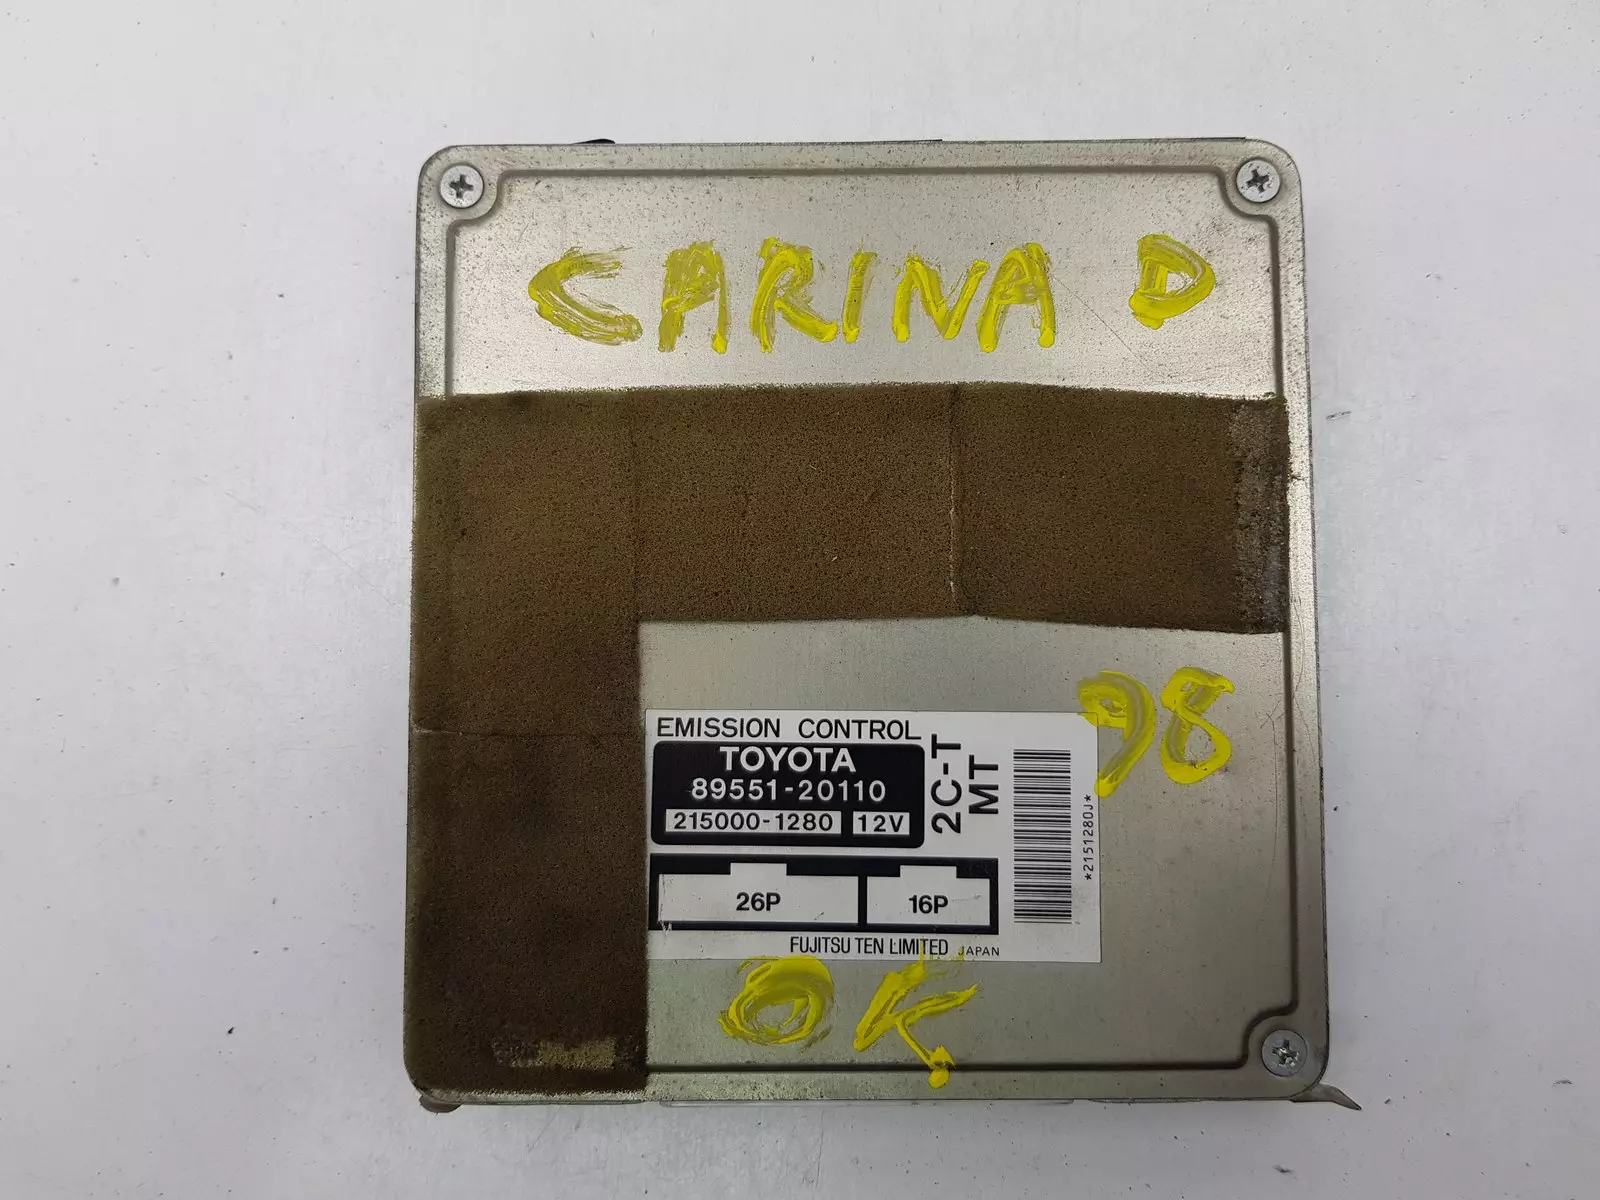 CARINA D
98
EMISSION CONTROL
TOYOTA
89551-20110
215000-1280 12V
2C-T
MT
*2151280J*
26P 16P
FUJITSU TEN LIMITED JAPAN
OK